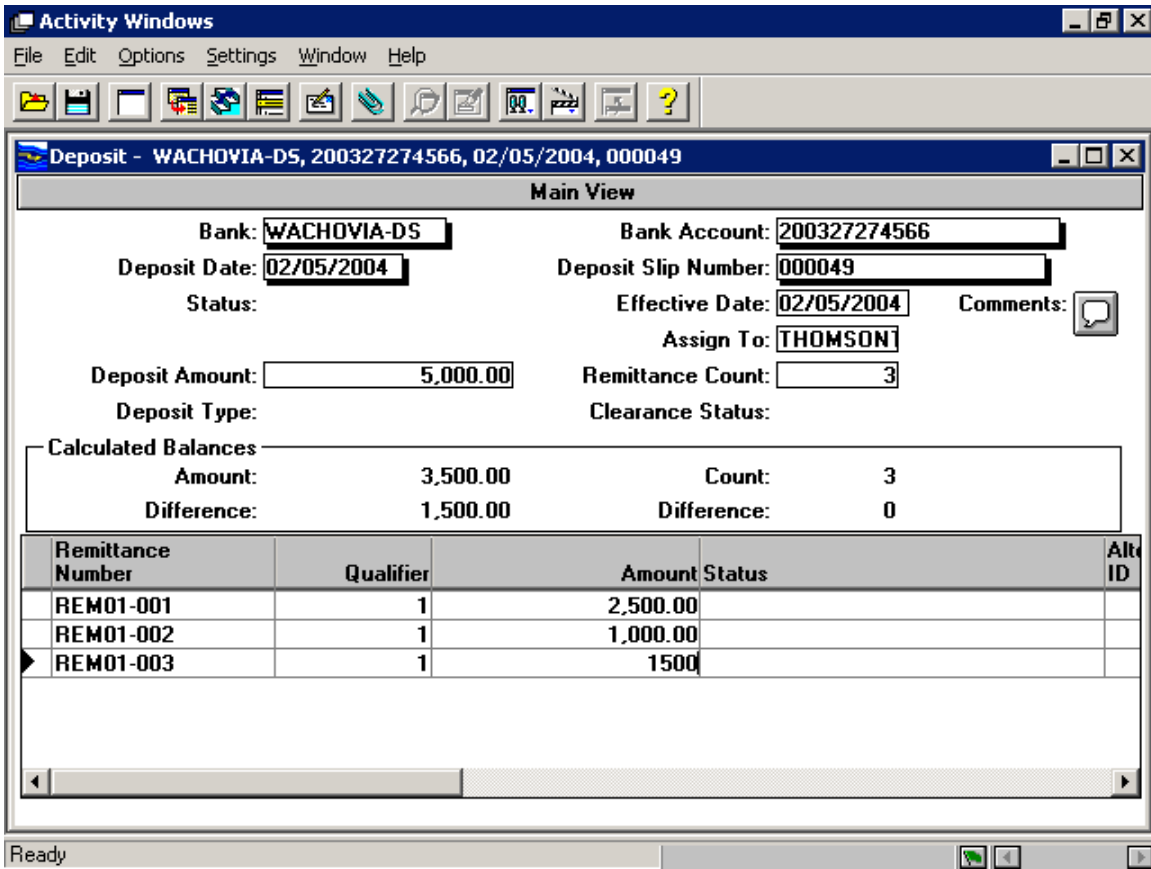 Activity Windows
File Edit Options Settings Window Help
Deposit - WACHOVIA-DS, 200327274566, 02/05/2004, 000049
Main View
Bank: WACHOVIA-DS Bank Account: 200327274566
Deposit Date: 02/05/2004 Deposit Slip Number: 000049
Status: Effective Date: 02/05/2004 Comments:
Assign To: THOMSONT
Deposit Amount: 5,000.00 Remittance Count: 3
Deposit Type: Clearance Status:
Calculated Balances
Amount: 3,500.00 Count: 3
Difference: 1,500.00 Difference: 0
Remittance Alte
Number Qualifier Amount Status ID
REM01-001 1 2,500.00
REM01-002 1 1,000.00
REM01-003 1 1500
Ready